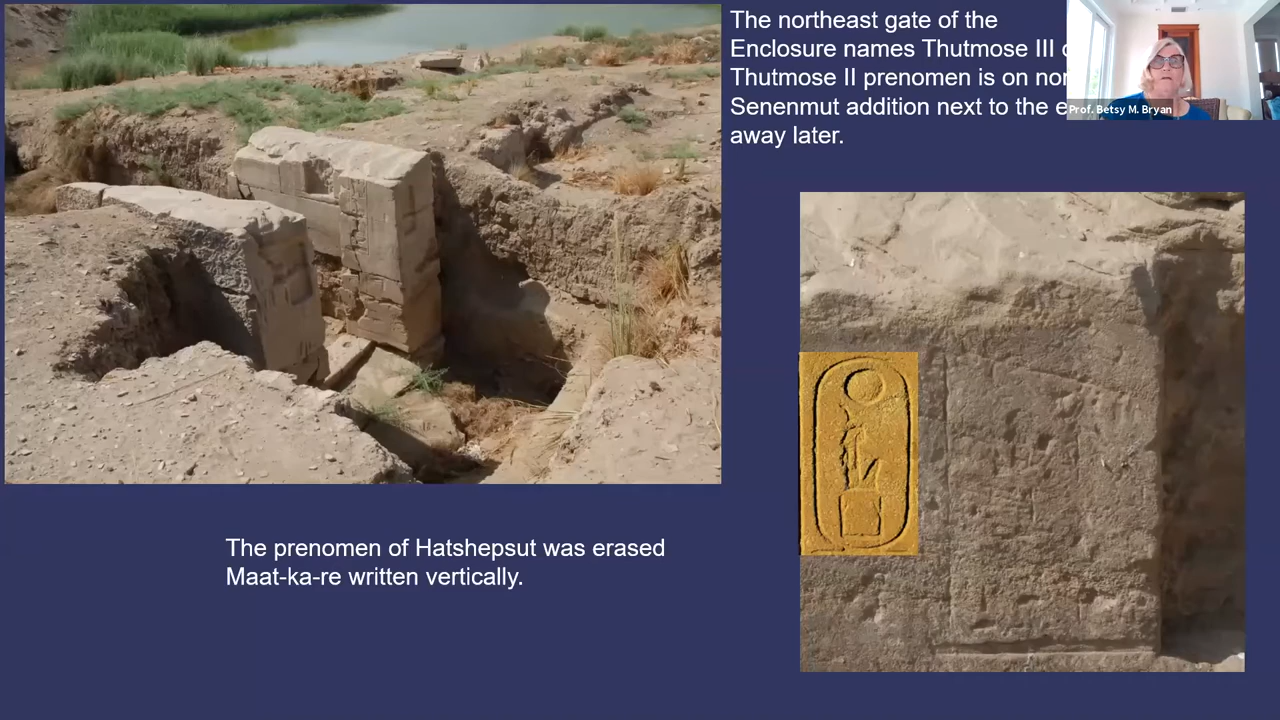 The northeast gate of the
Enclosure names Thutmose III
Thutmose II prenomen is on
Senenmut addition next to the
away later.
Prof. Betsy M. Bryan
The prenomen of Hatshepsut was erased
Maat-ka-re written vertically.